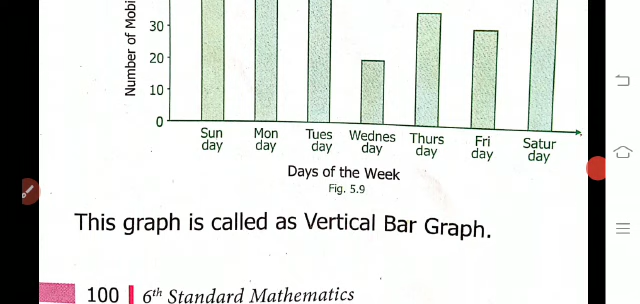 Number of Mobi
30
20
10
0
Sun Mon Tues Wednes Thurs Fri Satur
day day day day day day day
Days of the Week
Fig. 5.9
This graph is called as Vertical Bar Graph.
100 6th Standard Mathematics